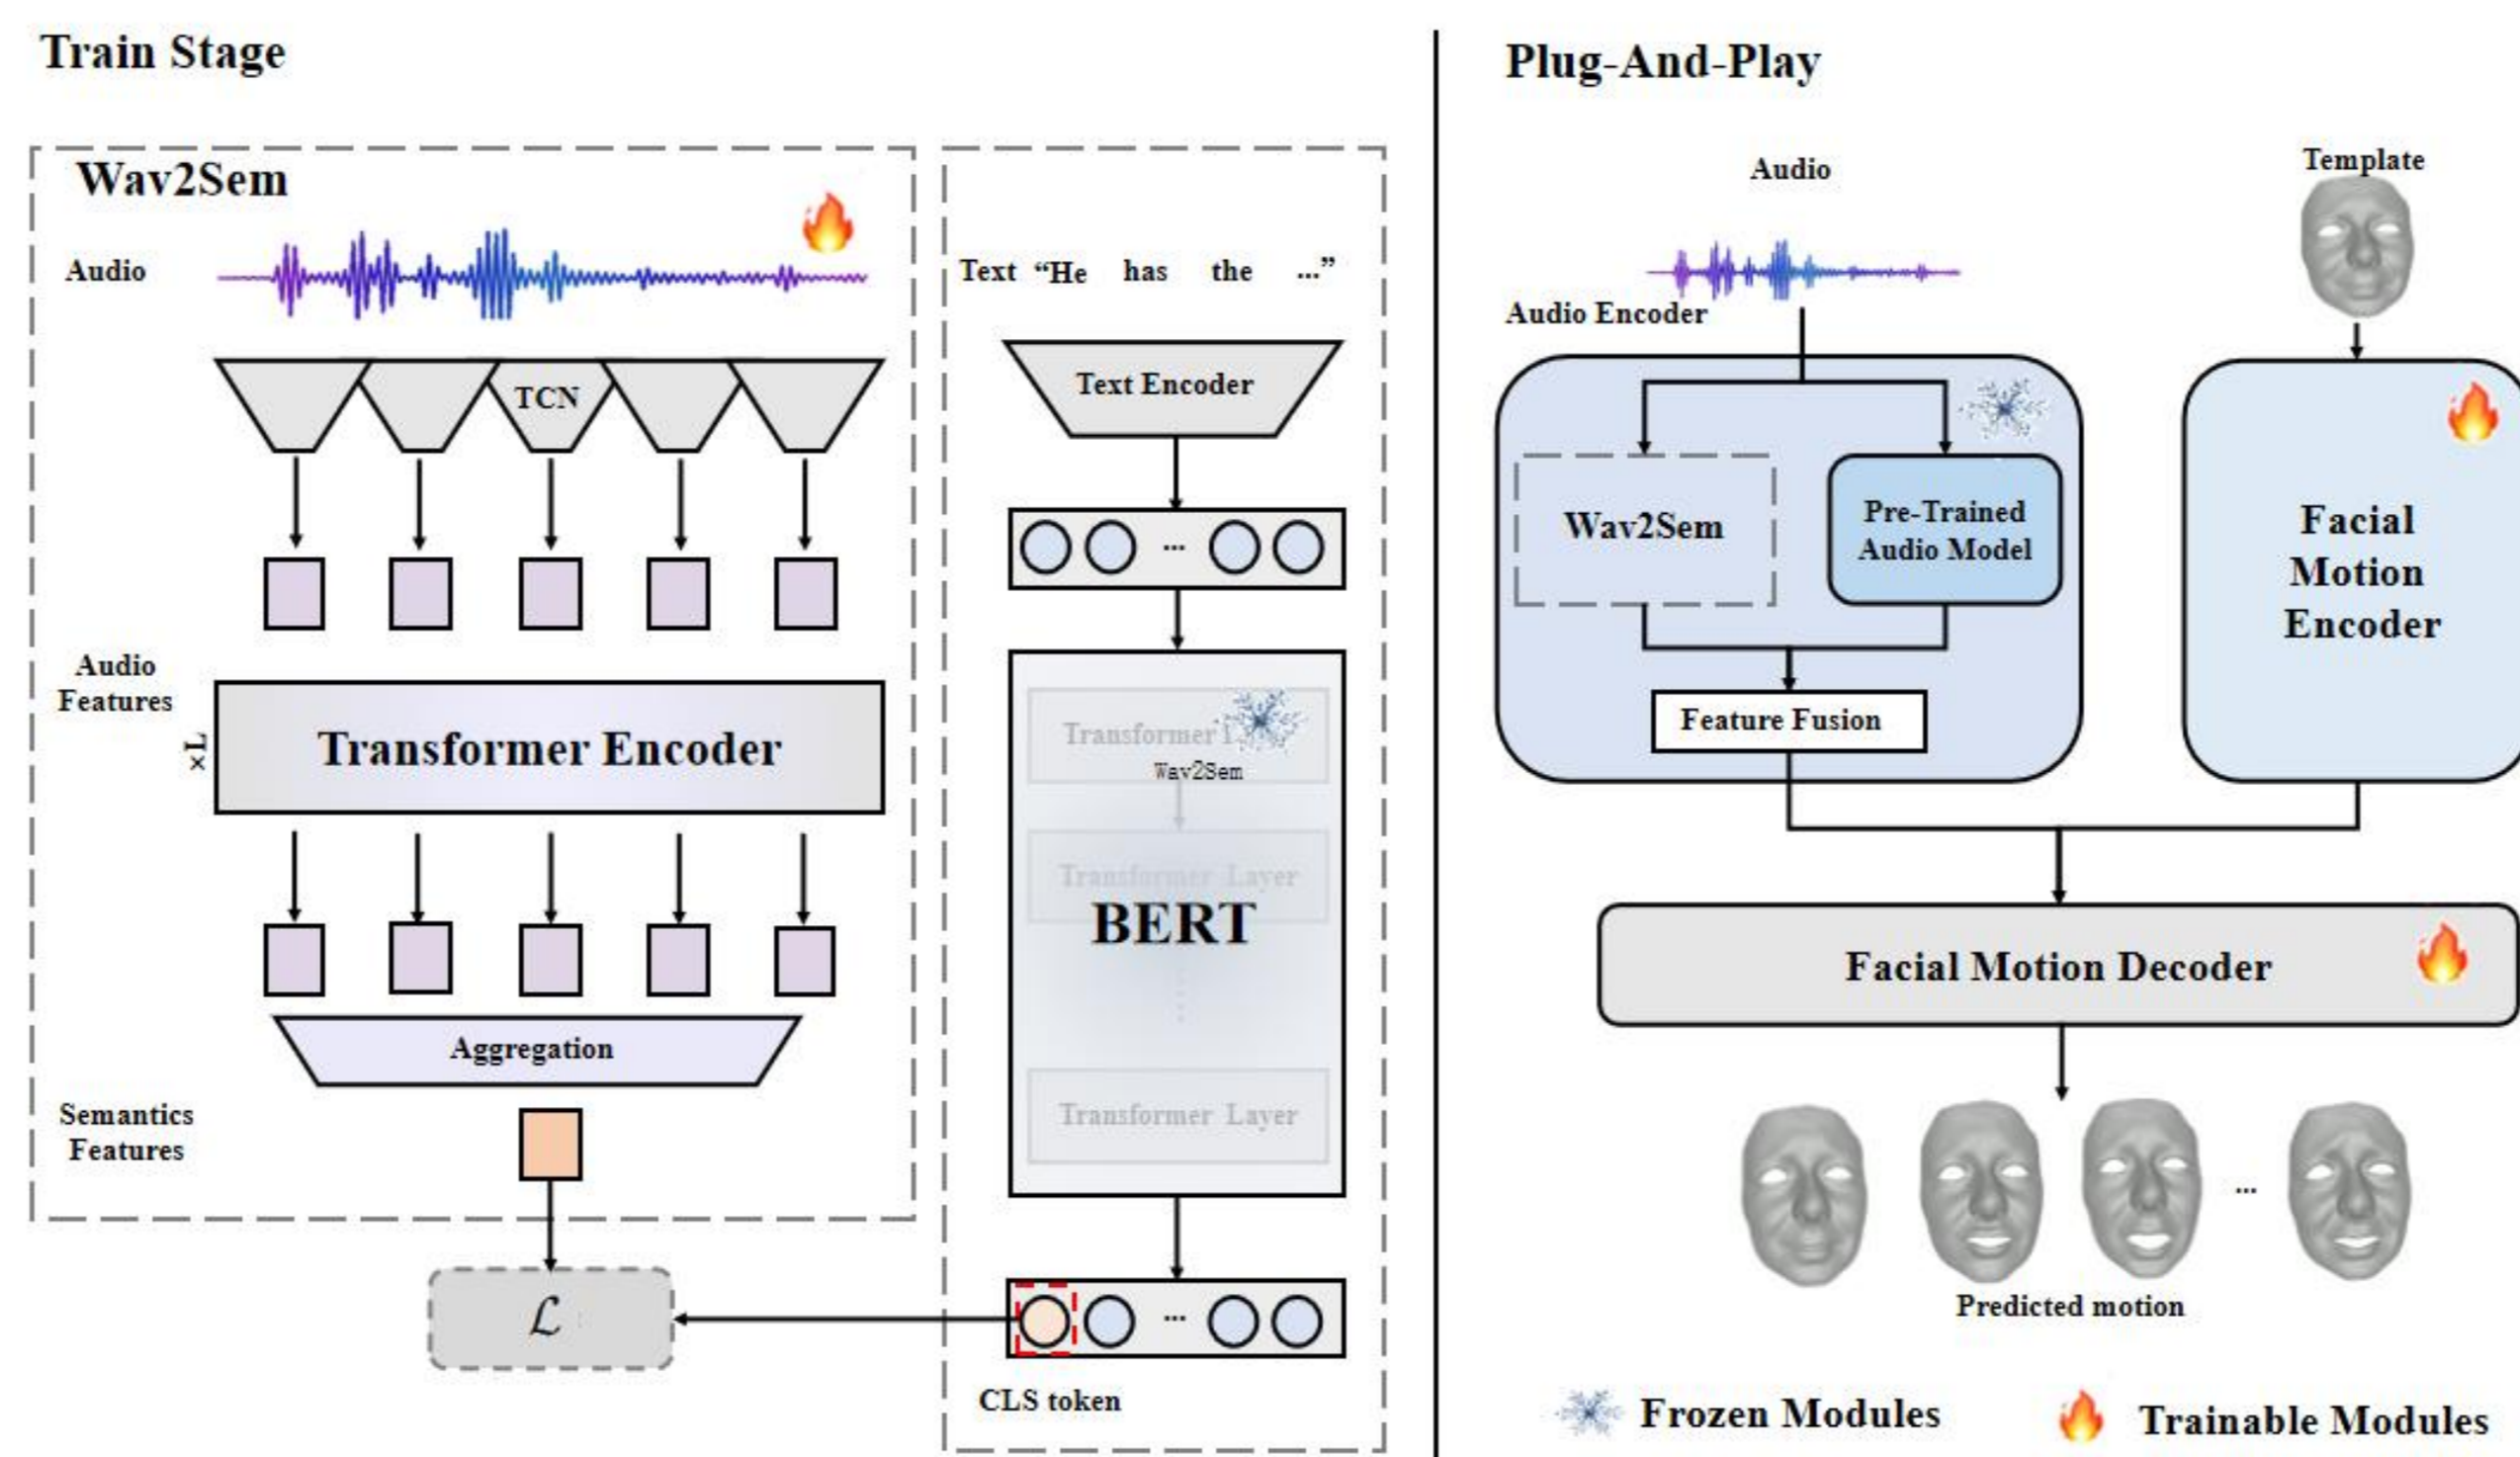 Train Stage
Wav2Sem
Audio
TCN
Audio
Features
×L
Transformer Encoder
Aggregation
Semantics
Features
ℒ
Text “He has the ...”
Text Encoder
...
Transformer
Wav2Sem
Transformer Layer
BERT
Transformer Layer
...
CLS token
Plug-And-Play
Audio
Template
Audio Encoder
Wav2Sem
Pre-Trained
Audio Model
Feature Fusion
Facial
Motion
Encoder
Facial Motion Decoder
...
Predicted motion
Frozen Modules
Trainable Modules